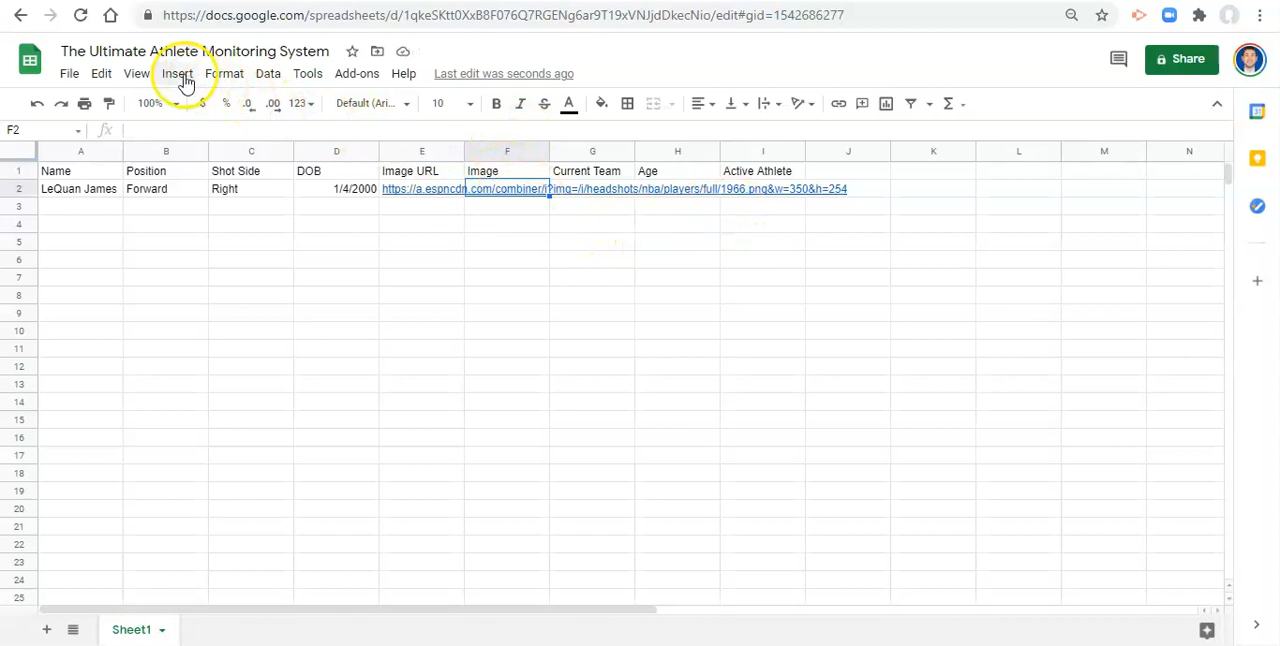 https://docs.google.com/spreadsheets/d/1qkeSKtt0XxB8F076Q7RGENg6ar9T19xVNJjdDkecNio/edit#gid=1542686277
The Ultimate Athlete Monitoring System
File Edit View Insert Format Data Tools Add-ons Help Last edit was seconds ago
Share
100% $ % .0 .00 123 Default (Ari... 10 B I S A Σ
F2 fx
A B C D E F G H I J K L M N
1 Name Position Shot Side DOB Image URL Image Current Team Age Active Athlete
2 LeQuan James Forward Right 1/4/2000 https://a.espncdn.com/combiner/i?img=/i/headshots/nba/players/full/1966.png&w=350&h=254
3
4
5
6
7
8
9
10
11
12
13
14
15
16
17
18
19
20
21
22
23
24
25
Sheet1